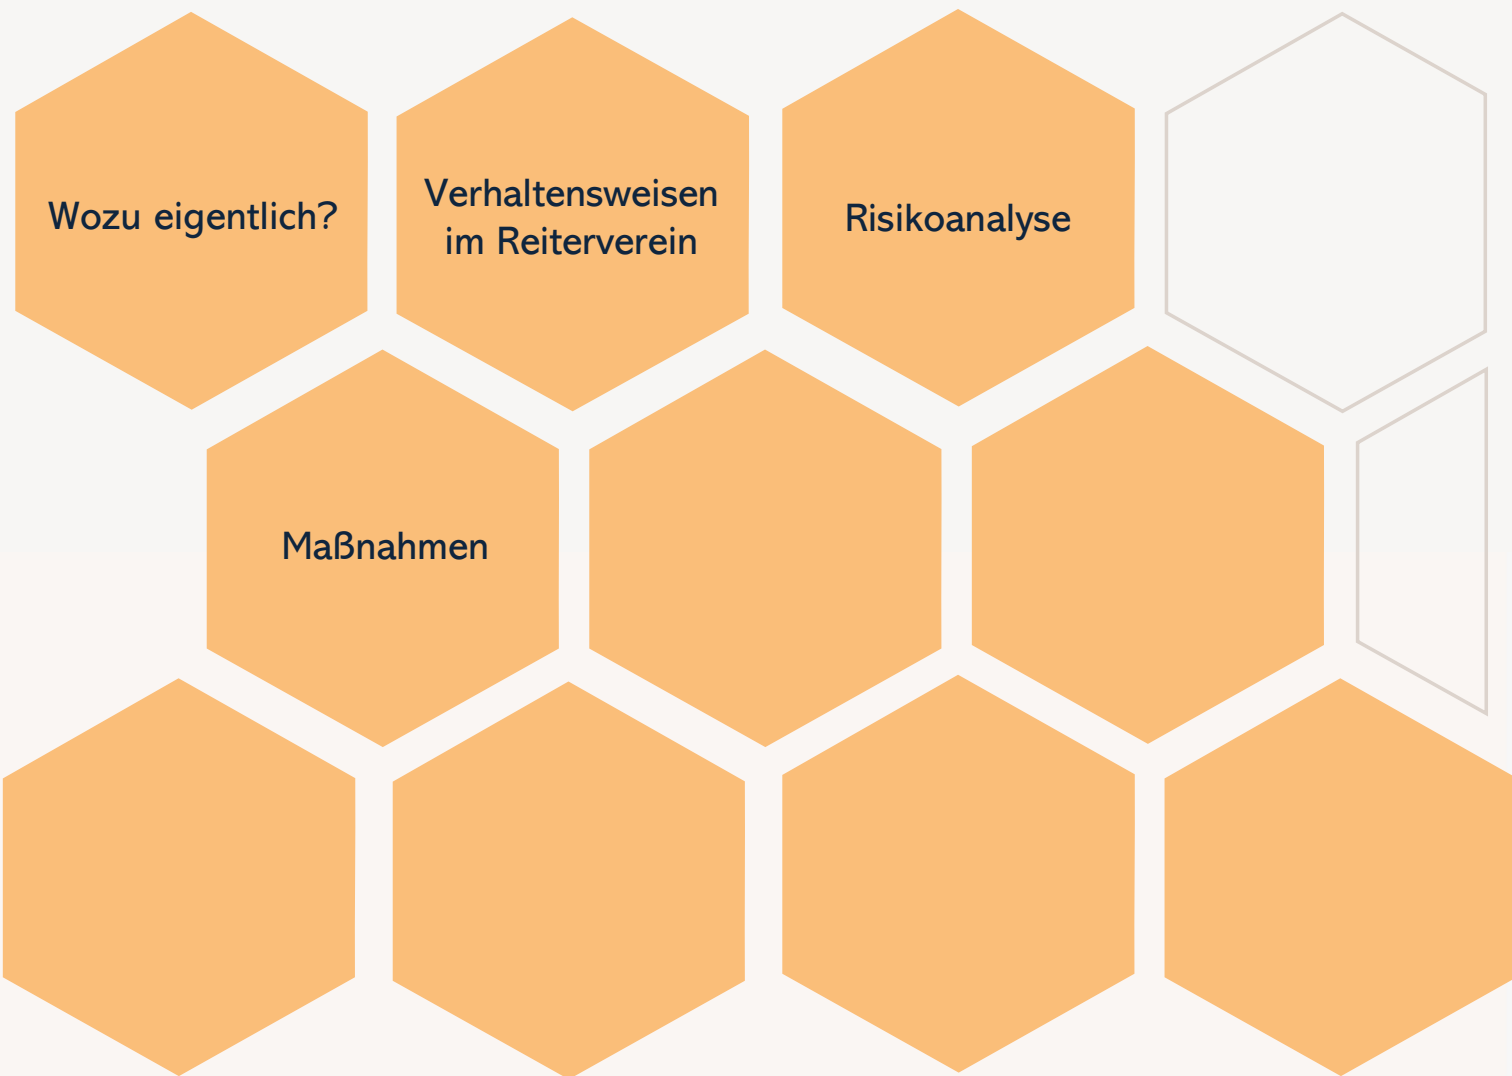 Wozu eigentlich?
Verhaltensweisen
im Reiterverein
Risikoanalyse
Maßnahmen